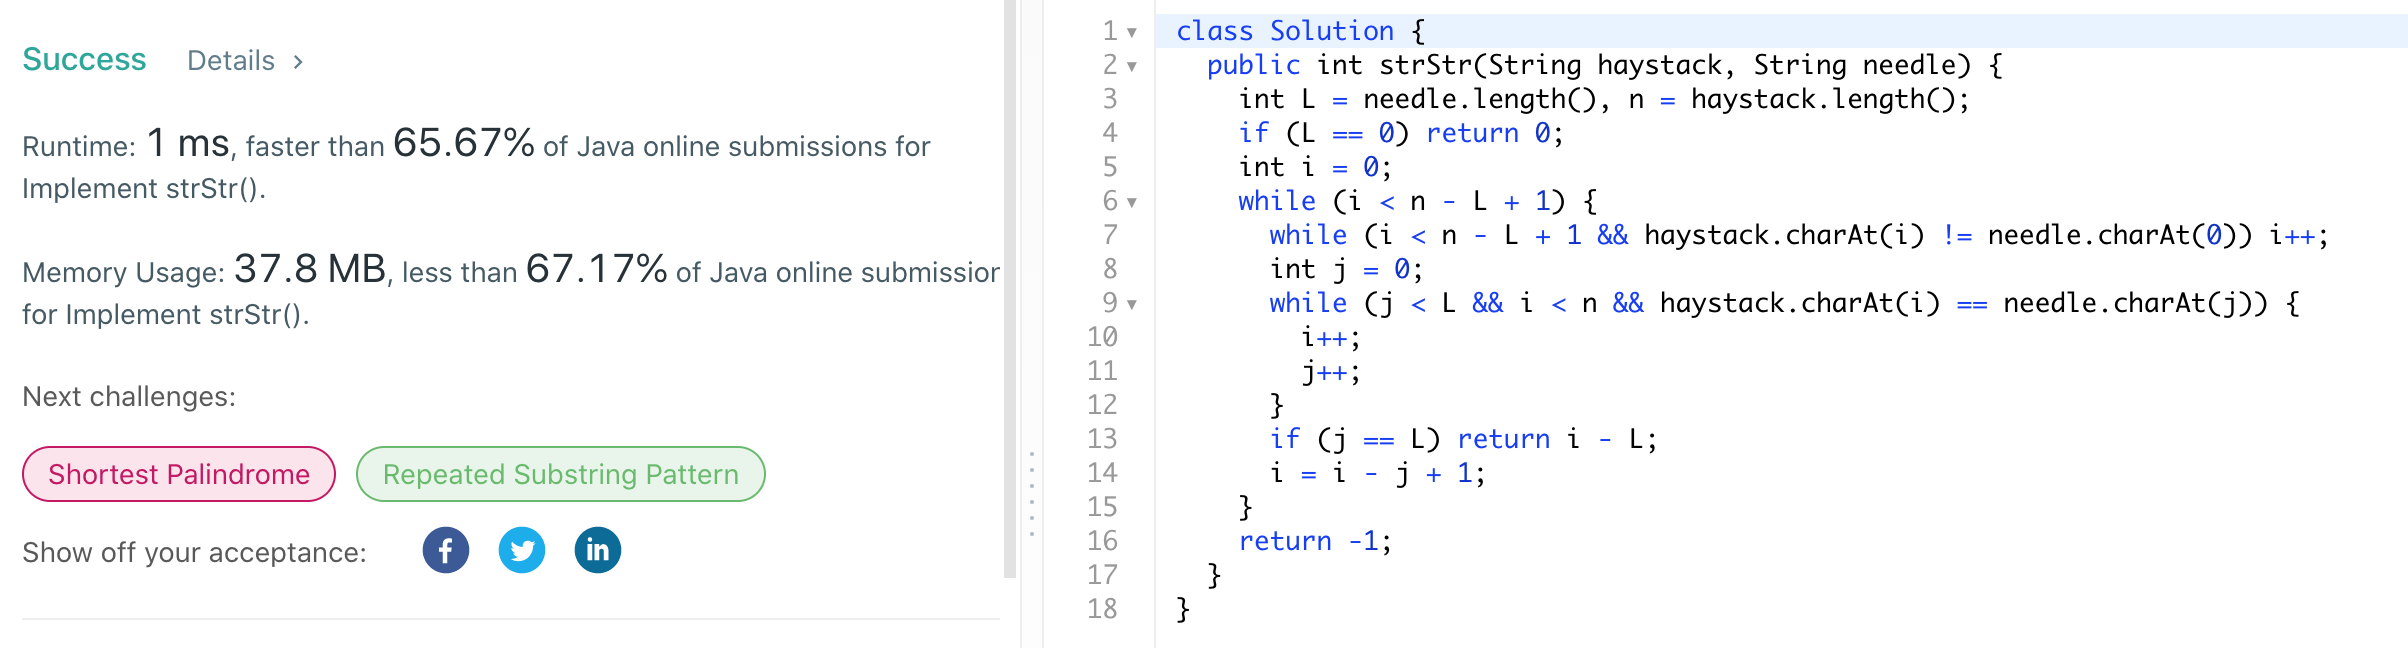 Success Details >
Runtime: 1 ms, faster than 65.67% of Java online submissions for
Implement strStr().
Memory Usage: 37.8 MB, less than 67.17% of Java online submission
for Implement strStr().
Next challenges:
Shortest Palindrome Repeated Substring Pattern
Show off your acceptance: f in
1 class Solution {
2   public int strStr(String haystack, String needle) {
3     int L = needle.length(), n = haystack.length();
4     if (L == 0) return 0;
5     int i = 0;
6     while (i < n - L + 1) {
7       while (i < n - L + 1 && haystack.charAt(i) != needle.charAt(0)) i++;
8       int j = 0;
9       while (j < L && i < n && haystack.charAt(i) == needle.charAt(j)) {
10         i++;
11         j++;
12       }
13       if (j == L) return i - L;
14       i = i - j + 1;
15     }
16     return -1;
17   }
18 }